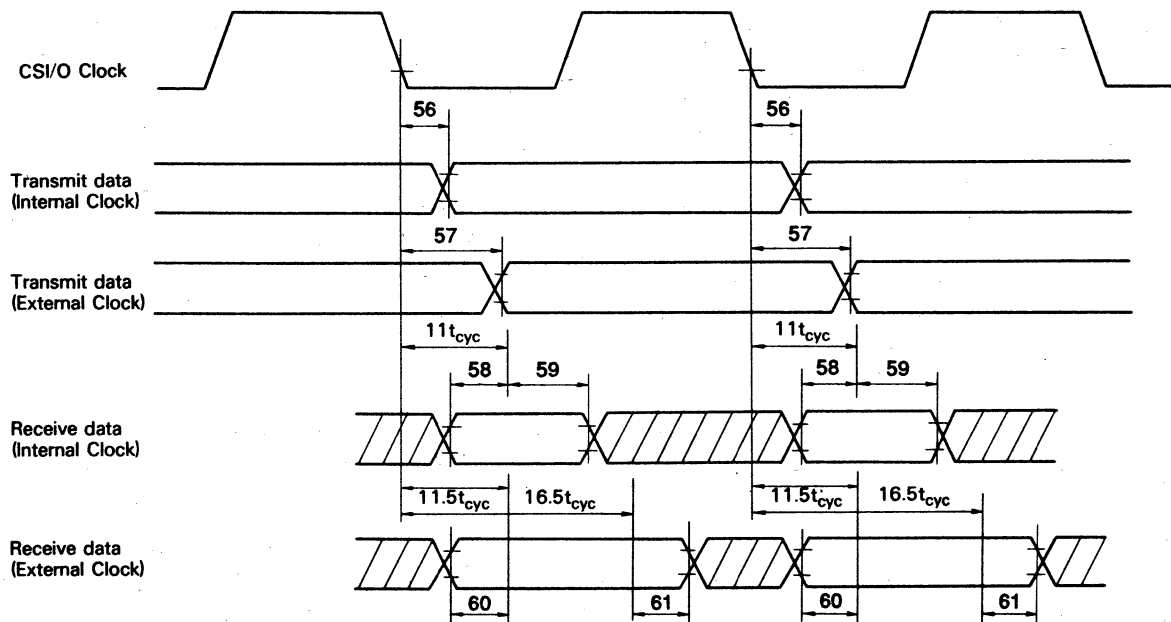 CSI/O Clock
56 56
Transmit data
(Internal Clock)
57 57
Transmit data
(External Clock)
11tcyc 11tcyc
58 59 58 59
Receive data
(Internal Clock)
11.5tcyc 16.5tcyc 11.5tcyc 16.5tcyc
Receive data
(External Clock)
60 61 60 61